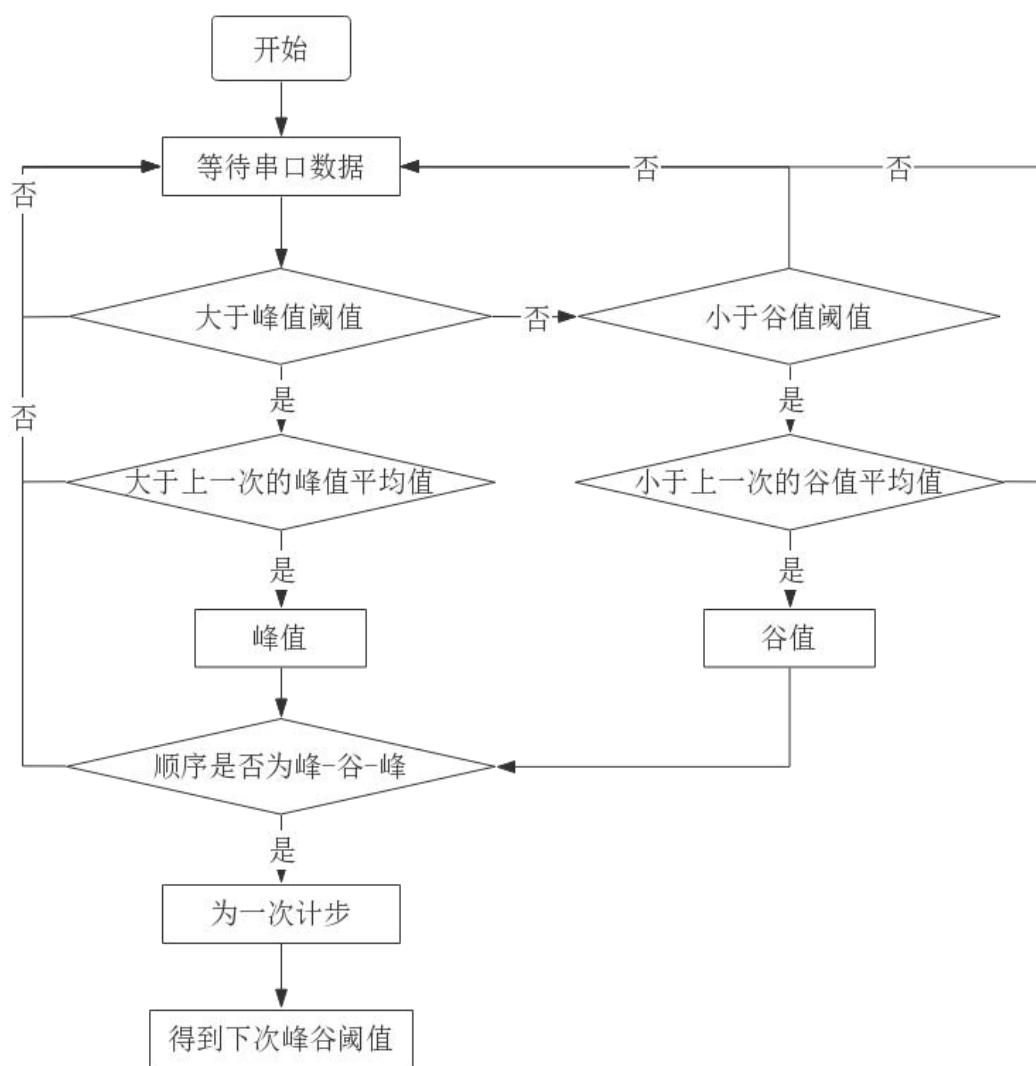 开始
等待串口数据
否
否
否
大于峰值阈值
否
小于谷值阈值
否
是
是
大于上一次的峰值平均值
小于上一次的谷值平均值
是
是
峰值
谷值
顺序是否为峰-谷-峰
是
为一次计步
得到下次峰谷阈值